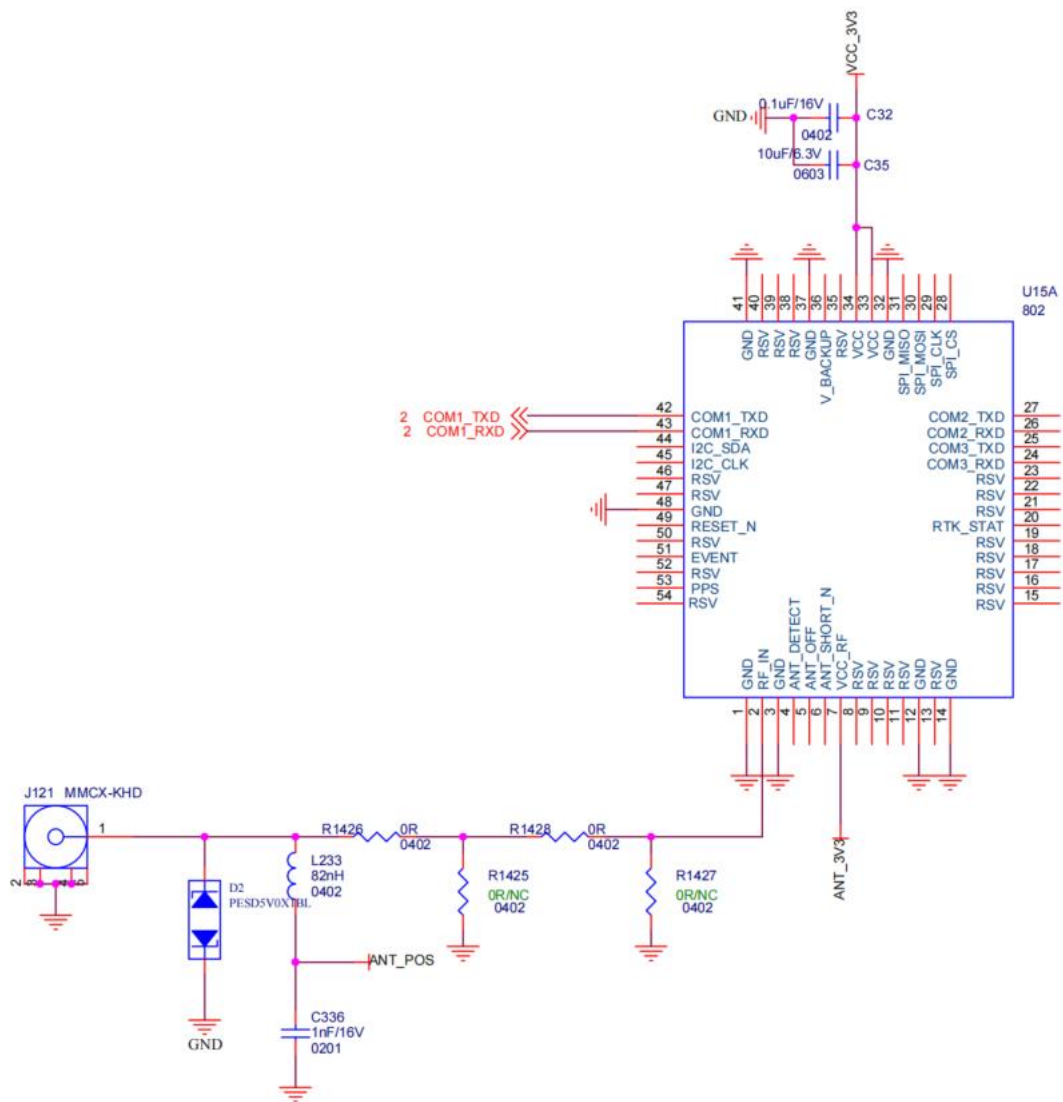 VCC_3V3
0.1uF/16V
C32
GND
0402
10uF/6.3V
C35
0603
41
40
39
38
37
36
35
34
33
32
31
30
29
28
U15A
802
GND
RSV
RSV
RSV
GND
V_BACKUP
RSV
VCC
VCC
GND
SPI_MISO
SPI_MOSI
SPI_CLK
SPI_CS
2 COM1_TXD
2 COM1_RXD
42 COM1_TXD
43 COM1_RXD
44 I2C_SDA
45 I2C_CLK
46 RSV
47 RSV
48 GND
49 RESET_N
50 RSV
51 EVENT
52 RSV
53 PPS
54 RSV
COM2_TXD 27
COM2_RXD 26
COM3_TXD 25
COM3_RXD 24
RSV 23
RSV 22
RSV 21
RTK_STAT 20
RSV 19
RSV 18
RSV 17
RSV 16
RSV 15
GND
RF_IN
GND
ANT_DETECT
ANT_OFF
ANT_SHORT_N
VCC_RF
RSV
RSV
RSV
RSV
GND
RSV
GND
1
2
3
4
5
6
7
8
9
10
11
12
13
14
J121 MMCX-KHD
1
2
3
4
5
R1426
0R
0402
R1428
0R
0402
ANT_3V3
L233
82nH
0402
R1425
0R/NC
0402
R1427
0R/NC
0402
D2
PESD5V0X1BL
ANT_POS
C336
1nF/16V
0201
GND